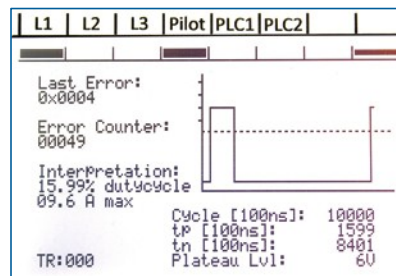 L1 L2 L3 Pilot PLC1 PLC2
Last Error:
0x0004
Error Counter:
00049
Interpretation:
15.99% dutycycle
09.6 A max
Cycle [100ns]: 10000
tp [100ns]: 1599
tn [100ns]: 8401
TR:000 Plateau Lvl: 6V